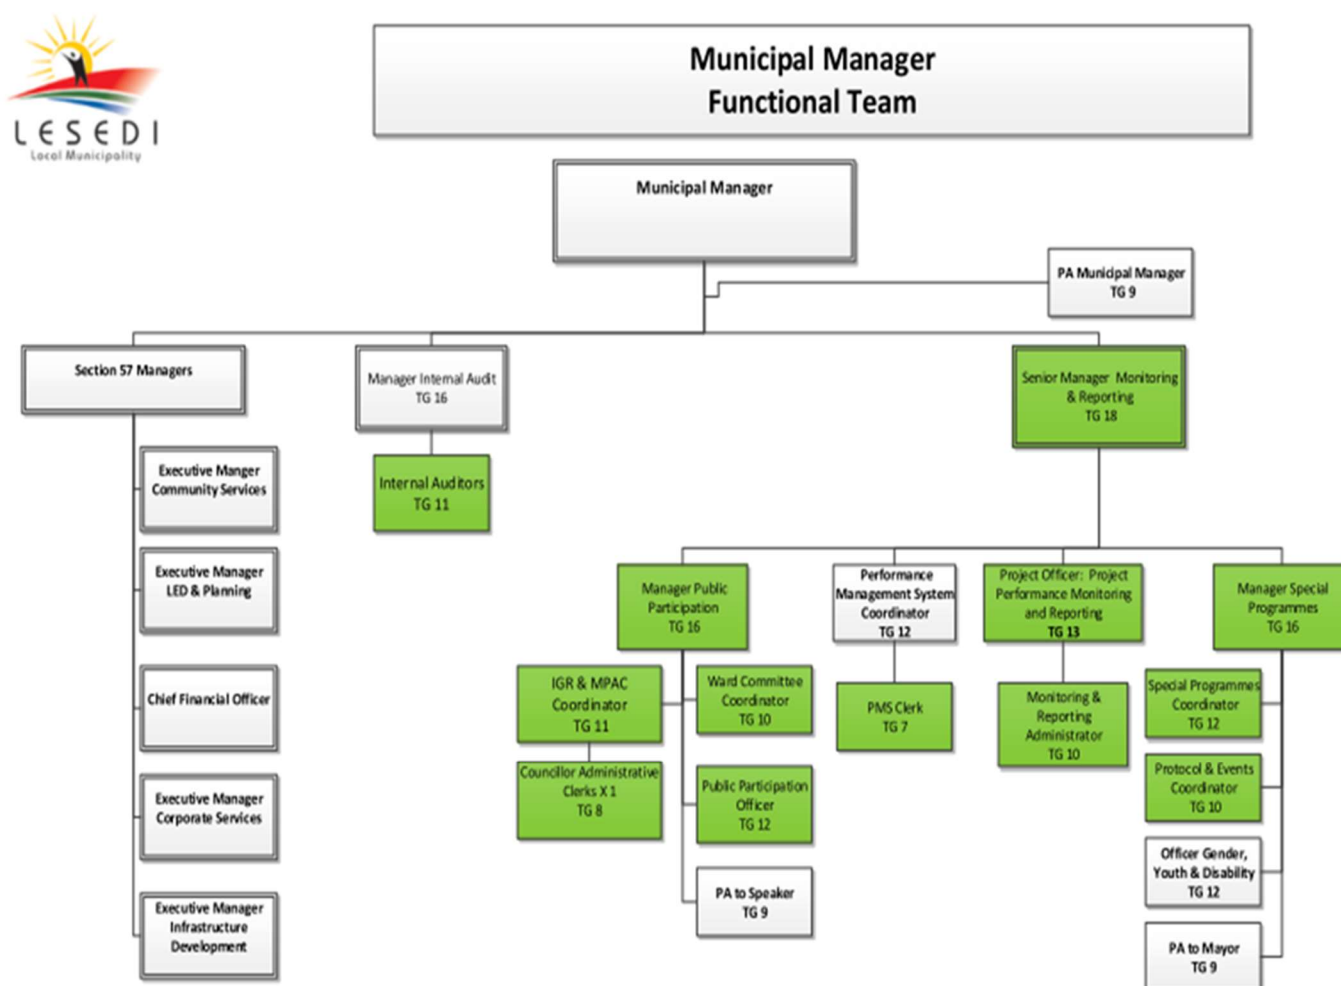 LESEDI
Local Municipality
Municipal Manager
Functional Team
Municipal Manager
PA Municipal Manager
TG 9
Section 57 Managers
Manager Internal Audit
TG 16
Senior Manager Monitoring
& Reporting
TG 18
Executive Manger
Community Services
Internal Auditors
TG 11
Executive Manager
LED & Planning
Manager Public
Participation
TG 16
Performance
Management System
Coordinator
TG 12
Project Officer: Project
Performance Monitoring
and Reporting
TG 13
Manager Special
Programmes
TG 16
Chief Financial Officer
IGR & MPAC
Coordinator
TG 11
Ward Committee
Coordinator
TG 10
PMS Clerk
TG 7
Monitoring &
Reporting
Administrator
TG 10
Special Programmes
Coordinator
TG 12
Executive Manager
Corporate Services
Councillor Administrative
Clerks X 1
TG 8
Public Participation
Officer
TG 12
Protocol & Events
Coordinator
TG 10
Officer Gender,
Youth & Disability
TG 12
Executive Manager
Infrastructure
Development
PA to Speaker
TG 9
PA to Mayor
TG 9